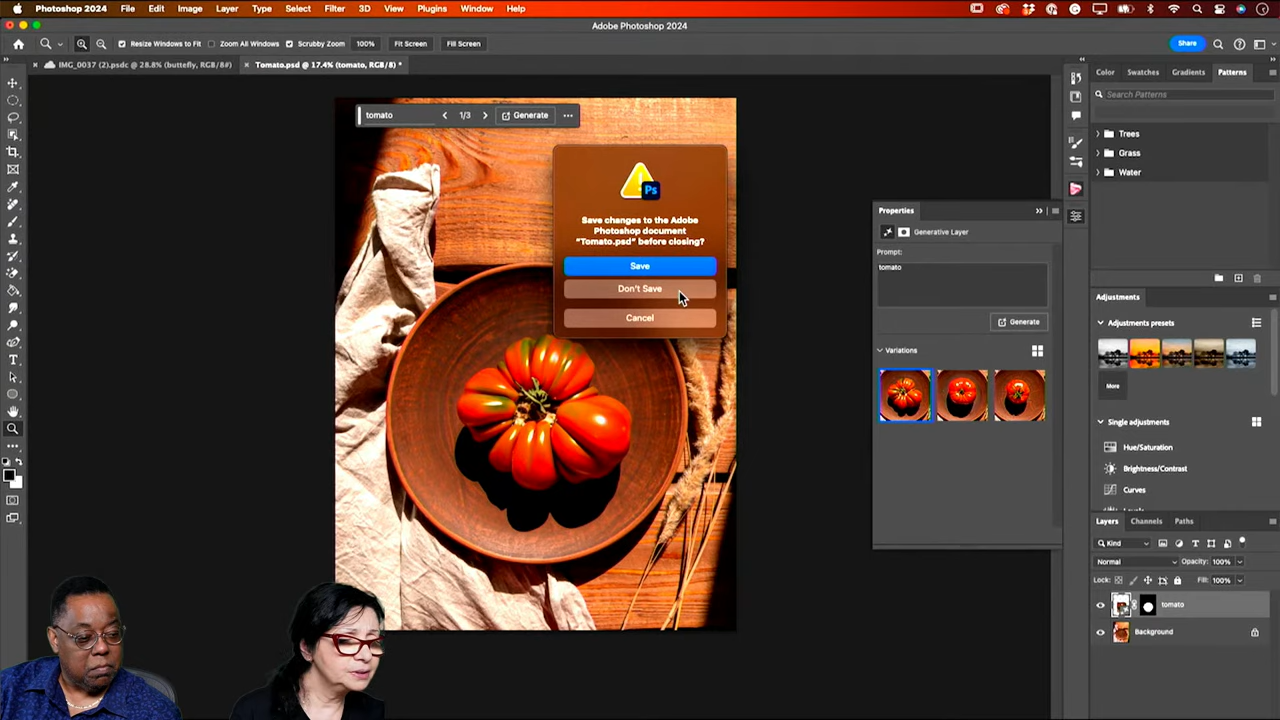 Photoshop 2024 File Edit Image Layer Type Select Filter 3D View Plugins Window Help
Adobe Photoshop 2024
Resize Windows to Fit Zoom All Windows Scrubby Zoom 100% Fit Screen Fill Screen Share
IMG_0037 (2).psdc @ 28.8% (buttefly, RGB/8#) Tomato.psd @ 17.4% (tomato, RGB/8) *
Color Swatches Gradients Patterns
Search Patterns
Trees
Grass
Water
tomato 1/3 Generate
Ps
Save changes to the Adobe
Photoshop document
“Tomato.psd” before closing?
Save
Don’t Save
Cancel
Properties
Generative Layer
Prompt:
tomato
Generate
Variations
Adjustments
Adjustments presets
More
Single adjustments
Hue/Saturation
Brightness/Contrast
Curves
Layers Channels Paths
Kind
Normal Opacity: 100%
Lock: Fill: 100%
tomato
Background